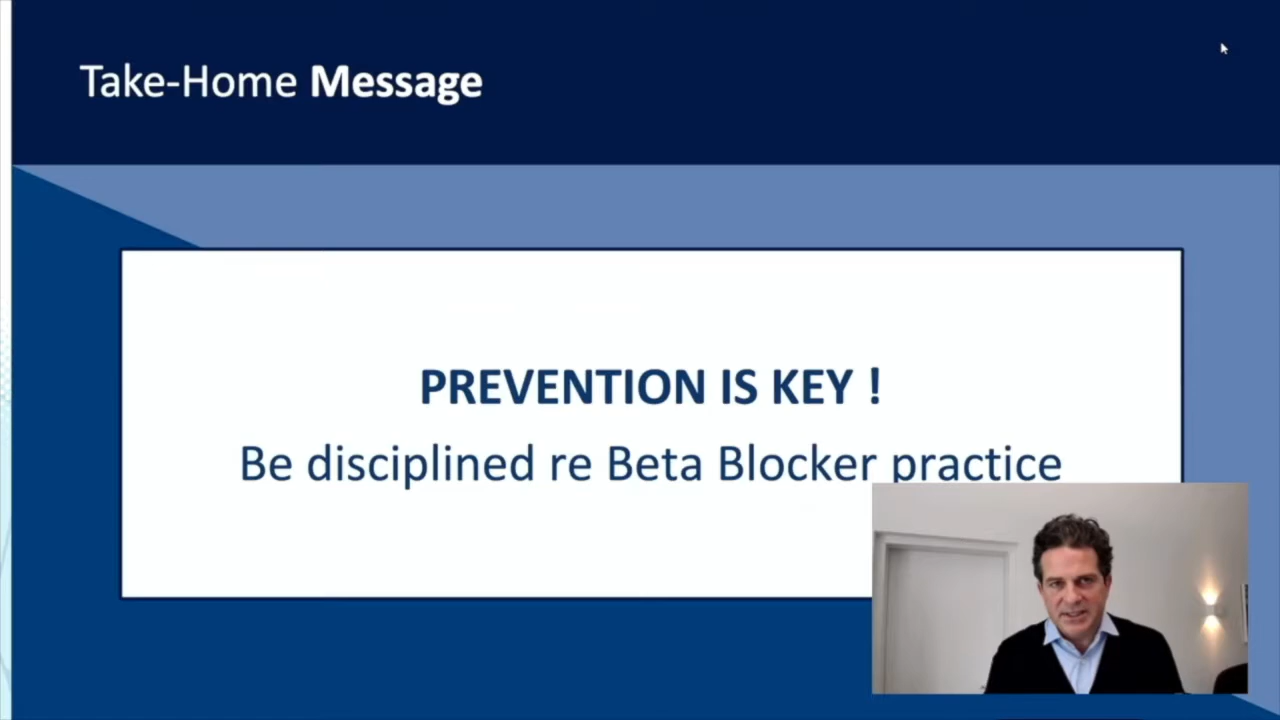 Take-Home Message
PREVENTION IS KEY !
Be disciplined re Beta Blocker practice